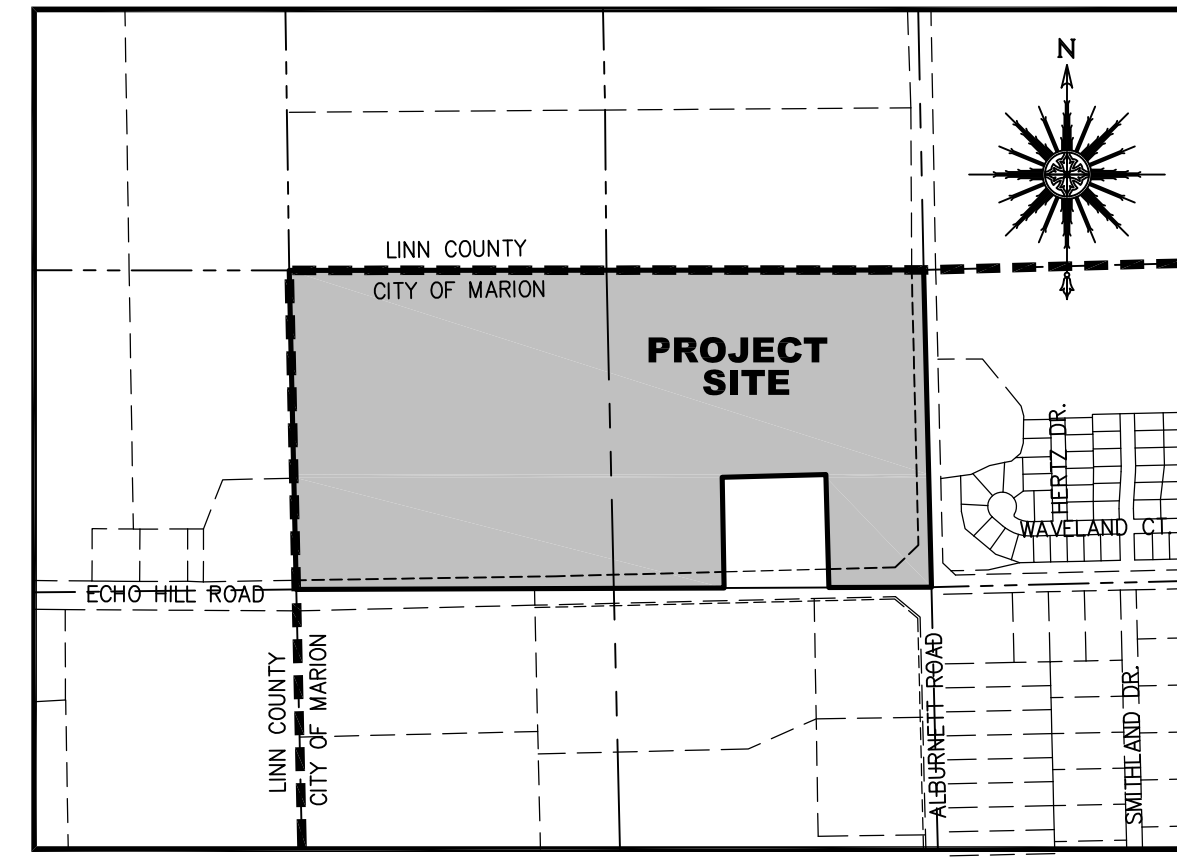 N
LINN COUNTY
CITY OF MARION
PROJECT
SITE
HERTZ DR.
WAVELAND CT.
ECHO HILL ROAD
LINN COUNTY
CITY OF MARION
ALBURNETT ROAD
SMITHLAND DR.